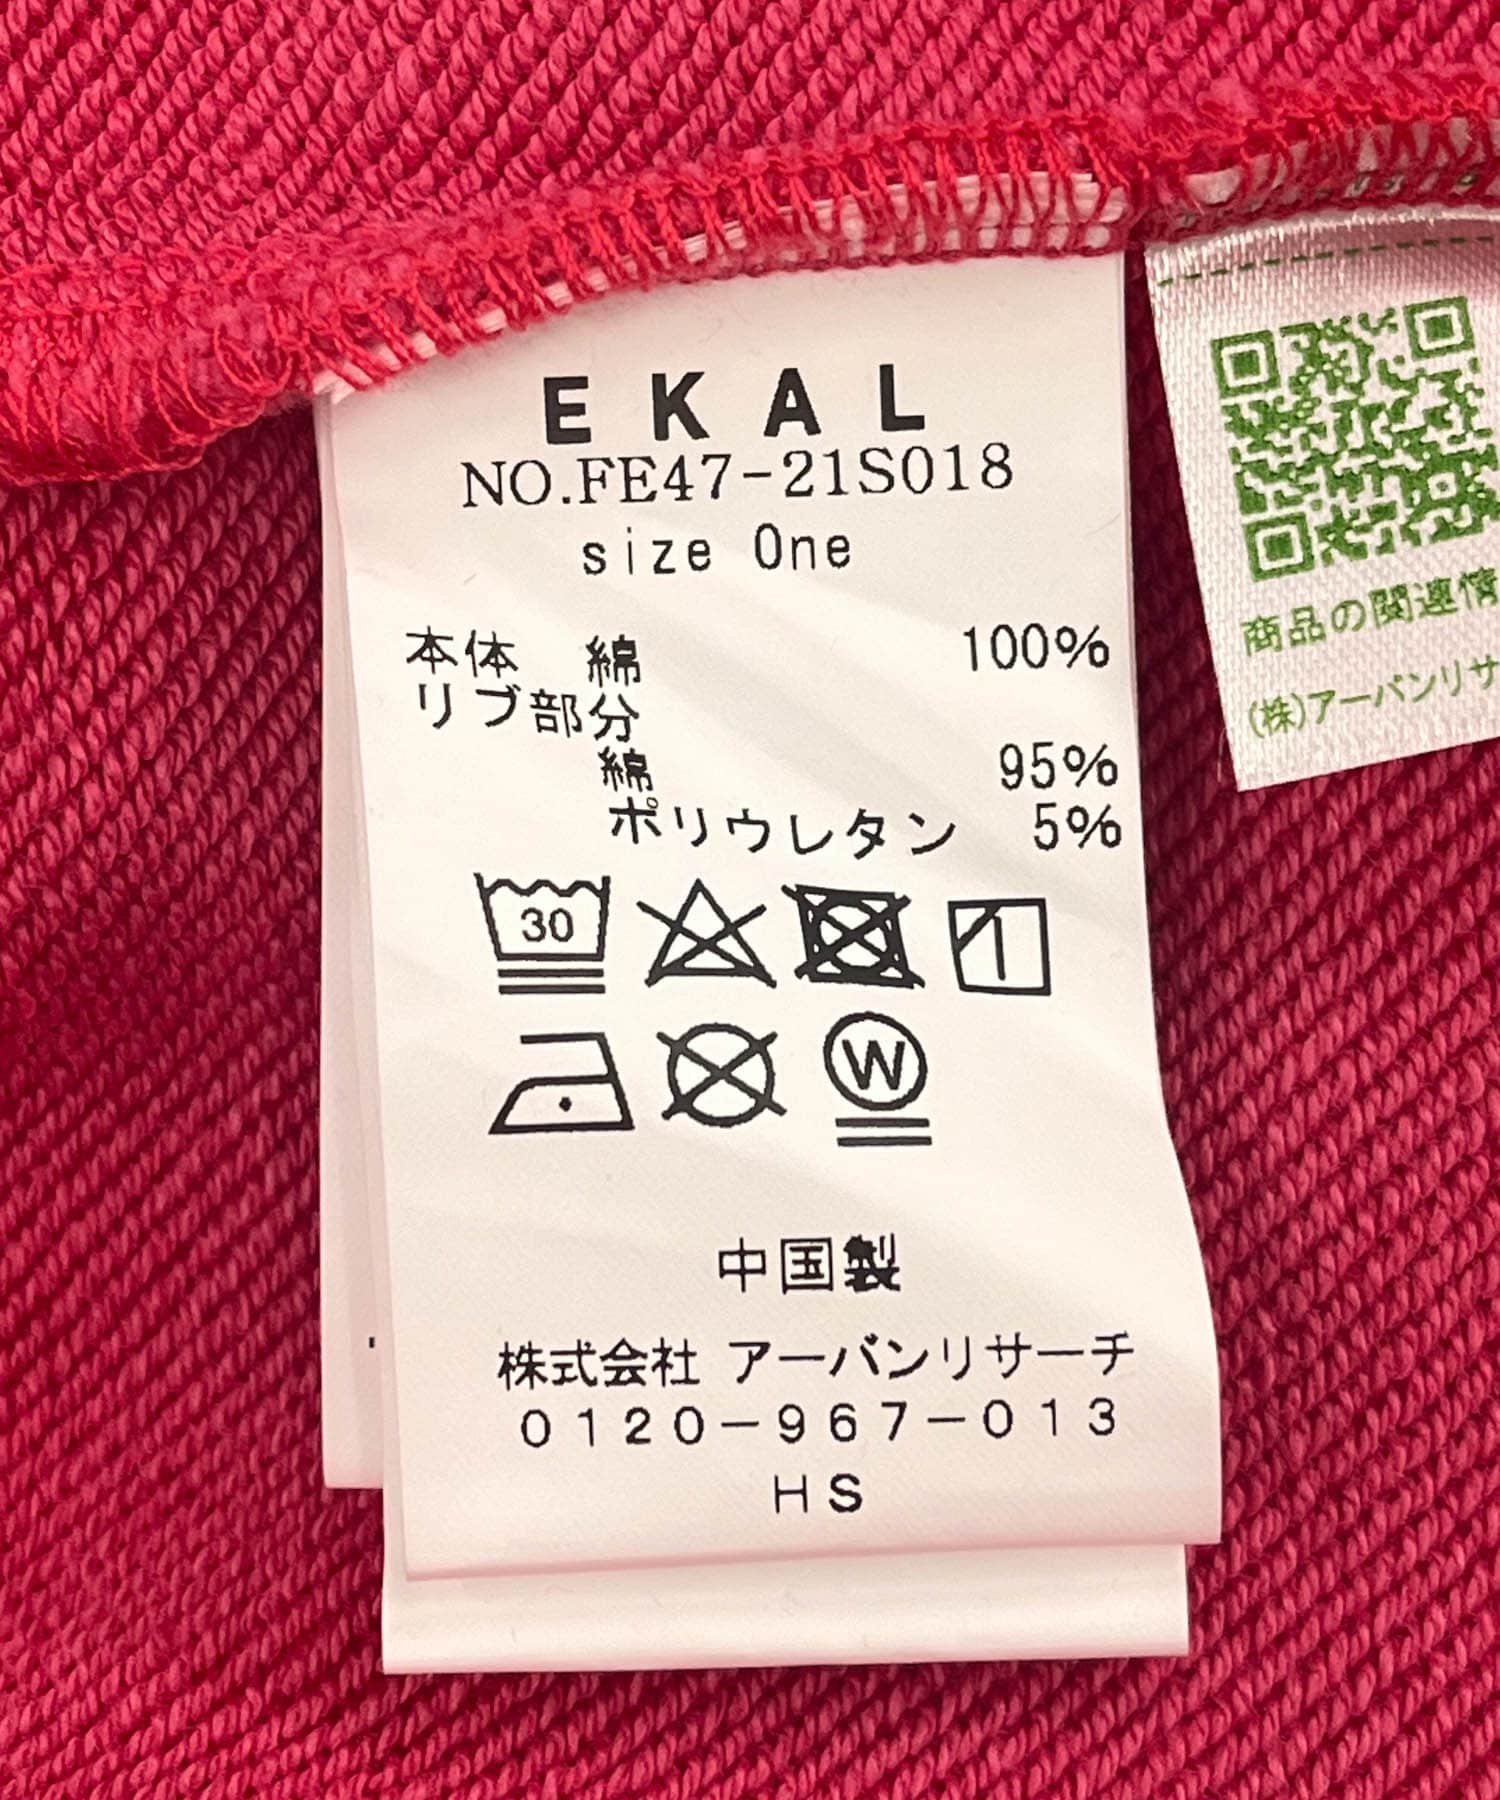 EKAL
NO.FE47-21S018
size One
本体 綿 100%
リブ部分
綿 95%
ポリウレタン 5%
30
W
中国製
株式会社 アーバンリサーチ
0120-967-013
HS
商品の関連情
(株)アーバンリサ